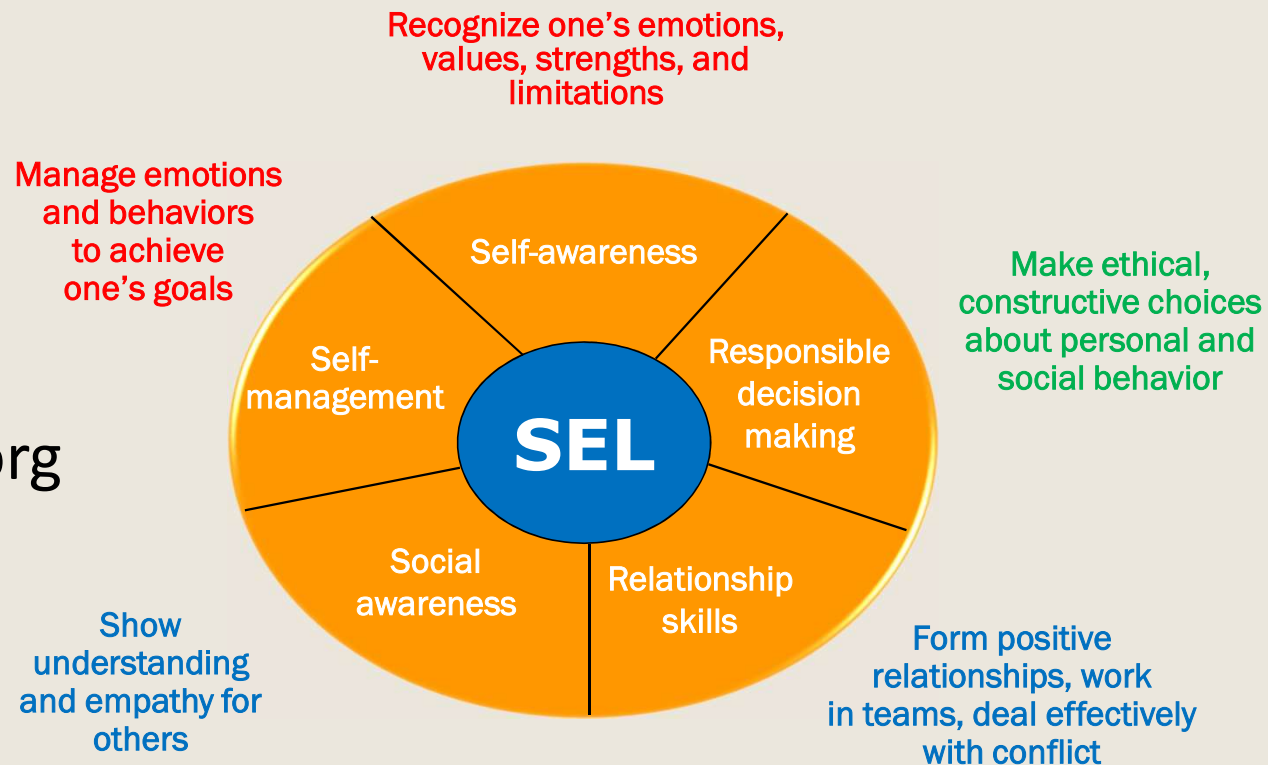 Recognize one’s emotions,
values, strengths, and
limitations
Manage emotions
and behaviors
to achieve
one’s goals
Self-awareness
Make ethical,
constructive choices
about personal and
social behavior
Self-
management
Responsible
decision
making
SEL
org
Social
awareness
Relationship
skills
Show
understanding
and empathy for
others
Form positive
relationships, work
in teams, deal effectively
with conflict